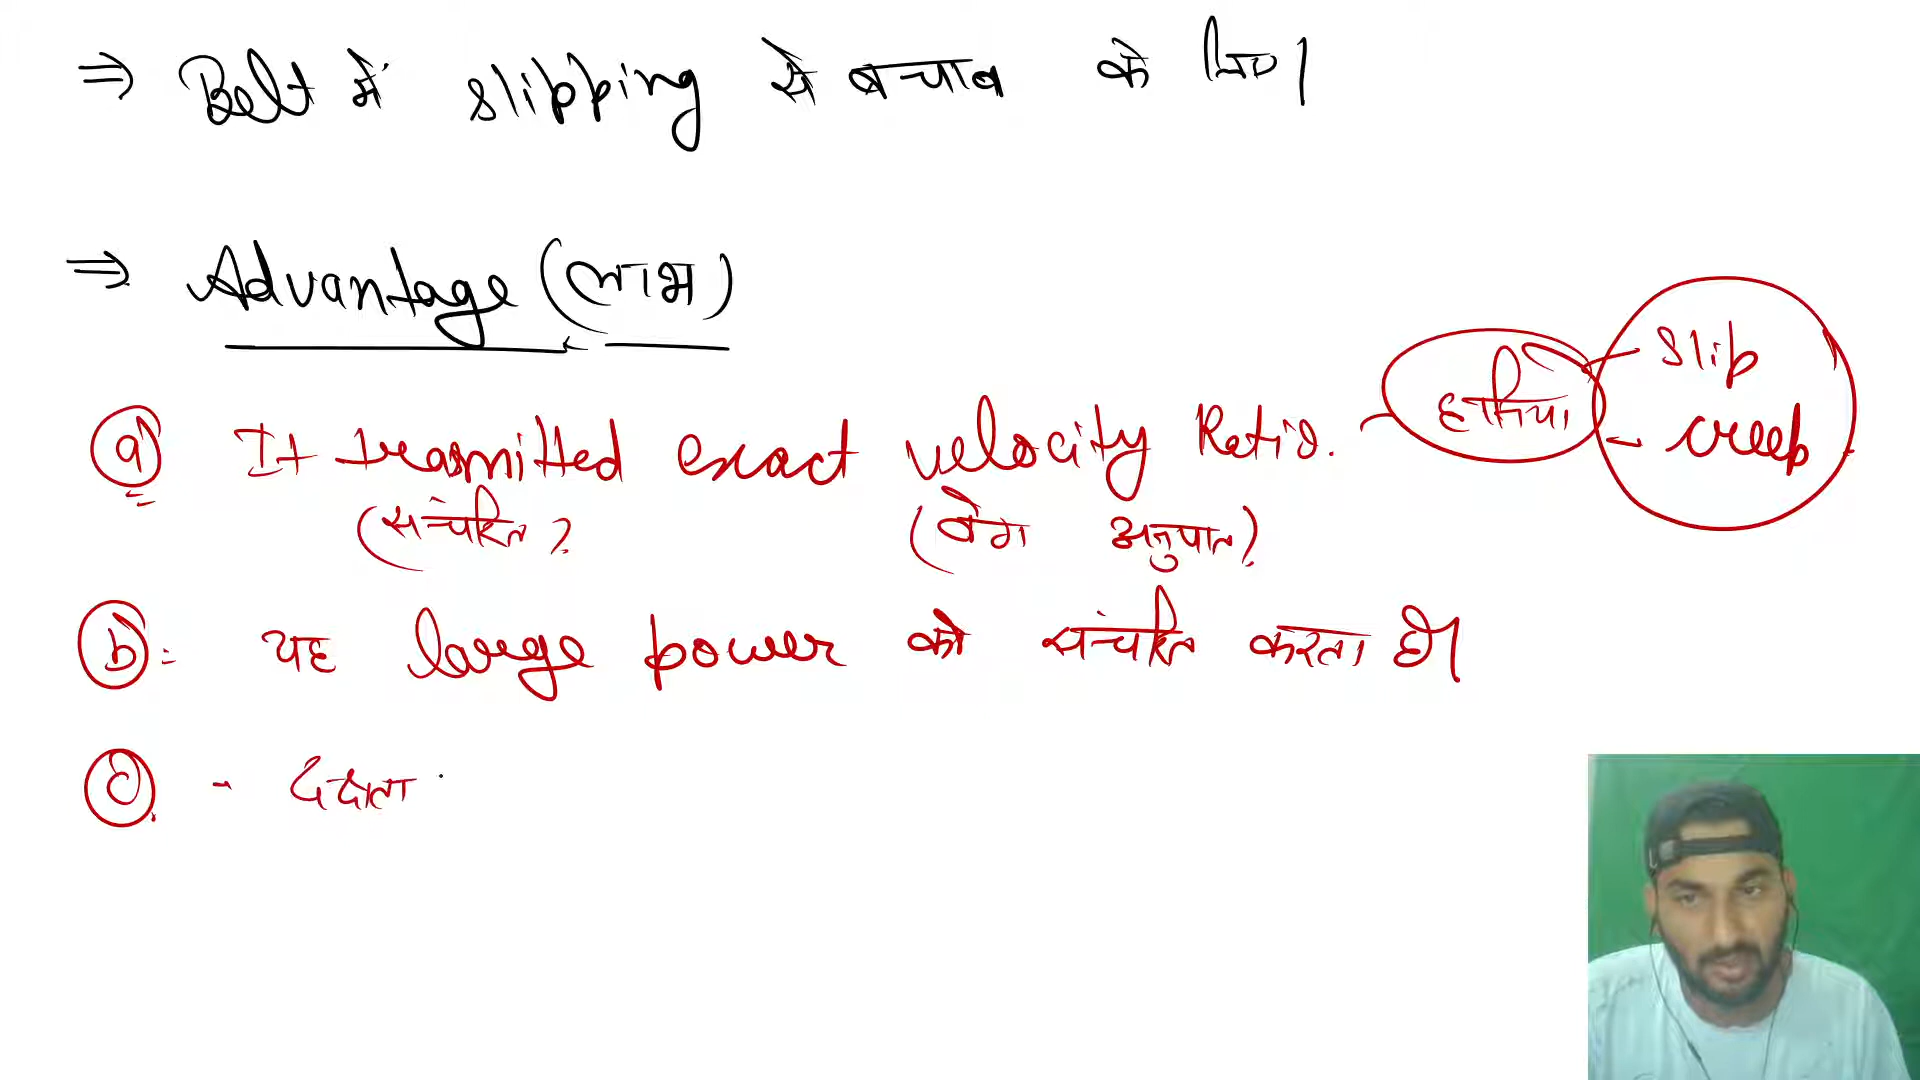 ⇒ Belt में slipping से बचाव के लिए।
⇒ Advantage (लाभ)
ⓐ It transmitted exact velocity Ratio. - हानियाँ - slip - creep
(संचरित) (वेग अनुपात)
ⓑ: यह large power को संचरित करता है।
ⓒ - दक्षता